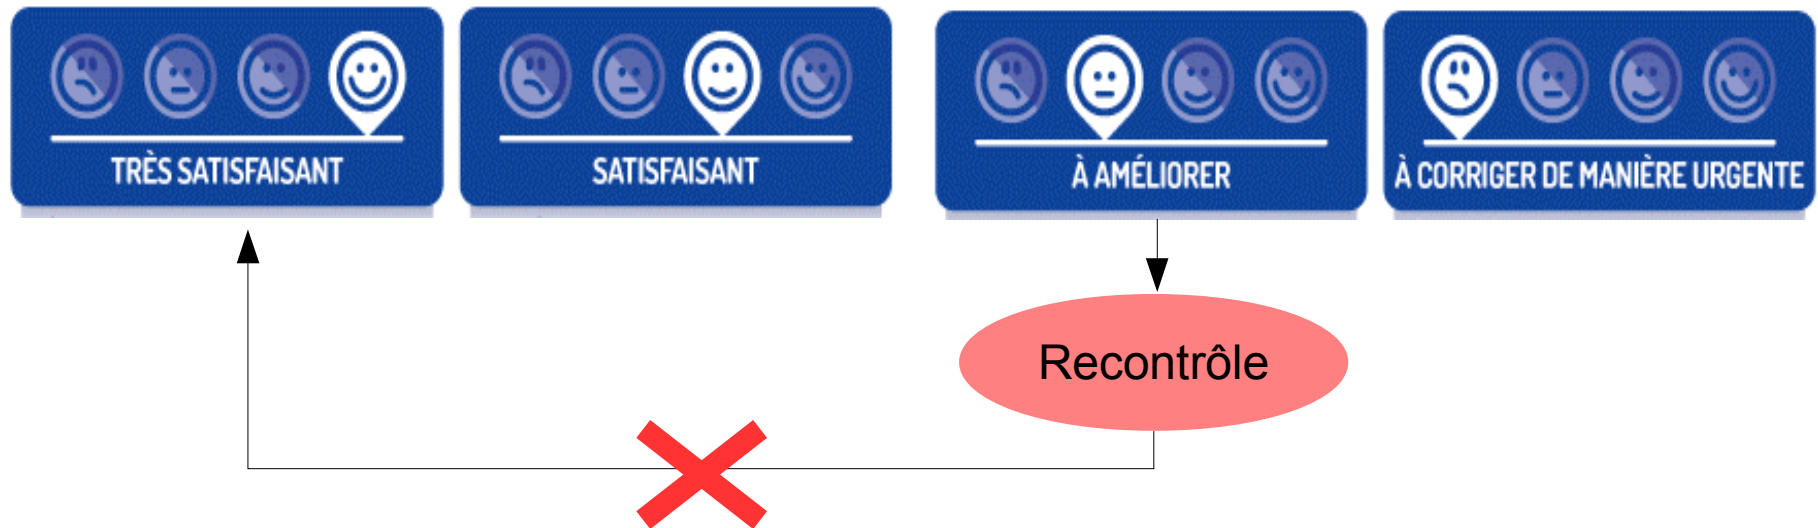 TRÈS SATISFAISANT
SATISFAISANT
À AMÉLIORER
À CORRIGER DE MANIÈRE URGENTE
Recontrôle